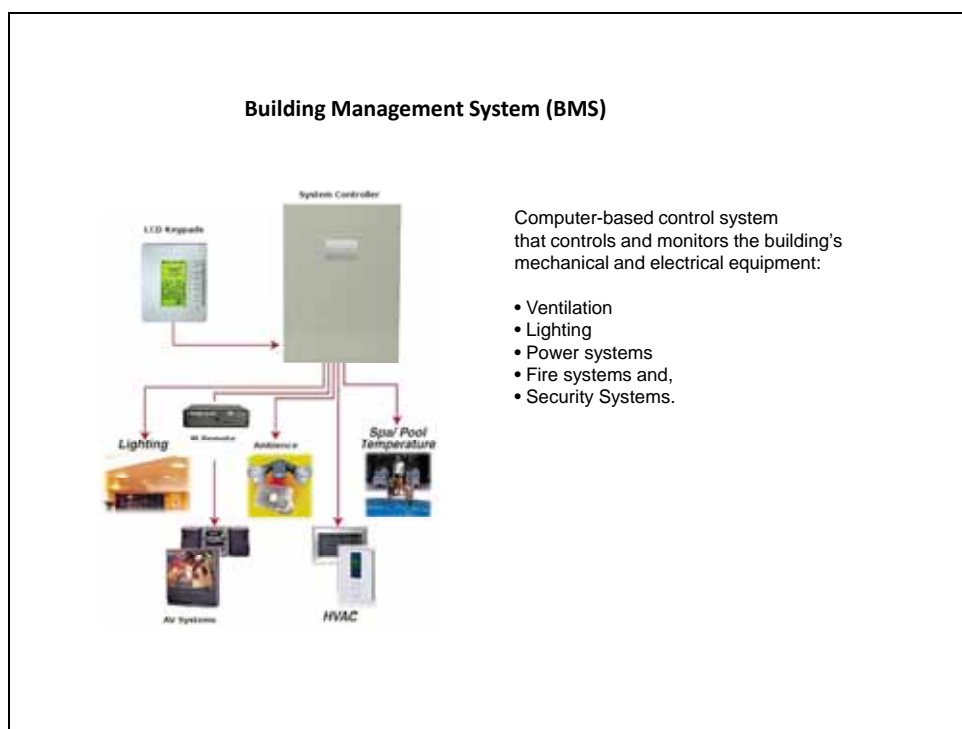 Building Management System (BMS)
System Controller
LCD Keypads
Computer-based control system
that controls and monitors the building's
mechanical and electrical equipment:
• Ventilation
• Lighting
• Power systems
• Fire systems and,
• Security Systems.
Lighting
IR Remote
Ambience
Spa/ Pool
Temperature
AV Systems
HVAC